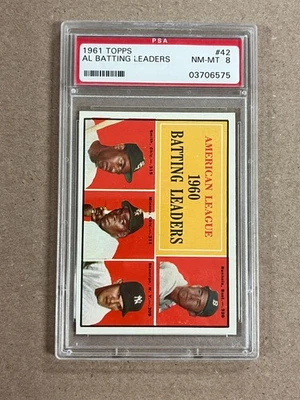 PSA
1961 TOPPS #42
AL BATTING LEADERS NM-MT 8
03706575
AMERICAN LEAGUE
1960
BATTING LEADERS